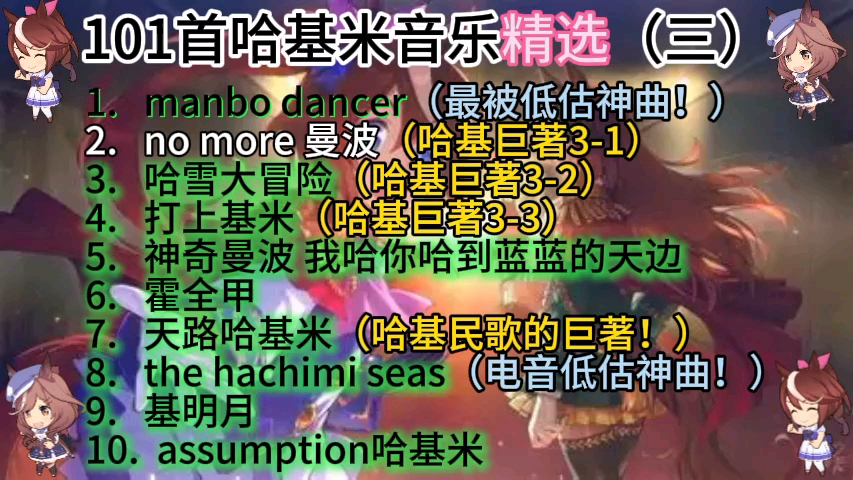 101首哈基米音乐精选（三）
1. manbo dancer（最被低估神曲！）
2. no more 曼波（哈基巨著3-1）
3. 哈雪大冒险（哈基巨著3-2）
4. 打上基米（哈基巨著3-3）
5. 神奇曼波 我哈你哈到蓝蓝的天边
6. 霍全甲
7. 天路哈基米（哈基民歌的巨著！）
8. the hachimi seas（电音低估神曲！）
9. 基明月
10. assumption哈基米